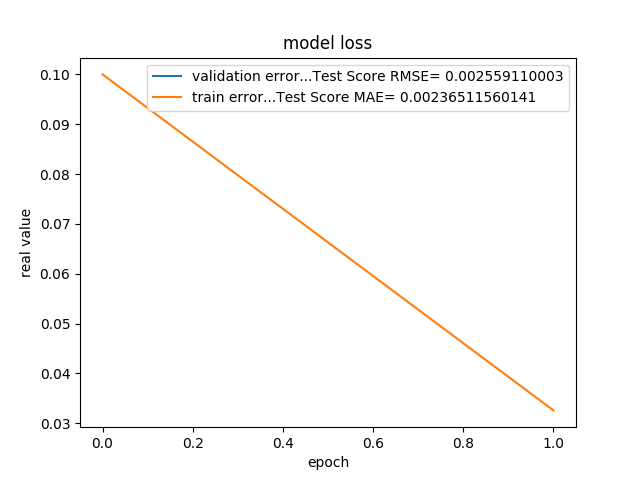 model loss
validation error...Test Score RMSE= 0.002559110003
train error...Test Score MAE= 0.00236511560141
real value
0.10
0.09
0.08
0.07
0.06
0.05
0.04
0.03
0.0 0.2 0.4 0.6 0.8 1.0
epoch